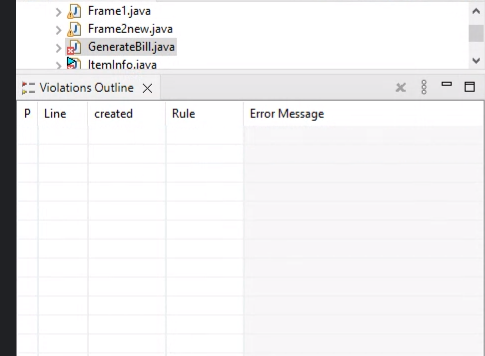 Frame1.java
Frame2new.java
GenerateBill.java
ItemInfo.java
Violations Outline
P Line created Rule Error Message